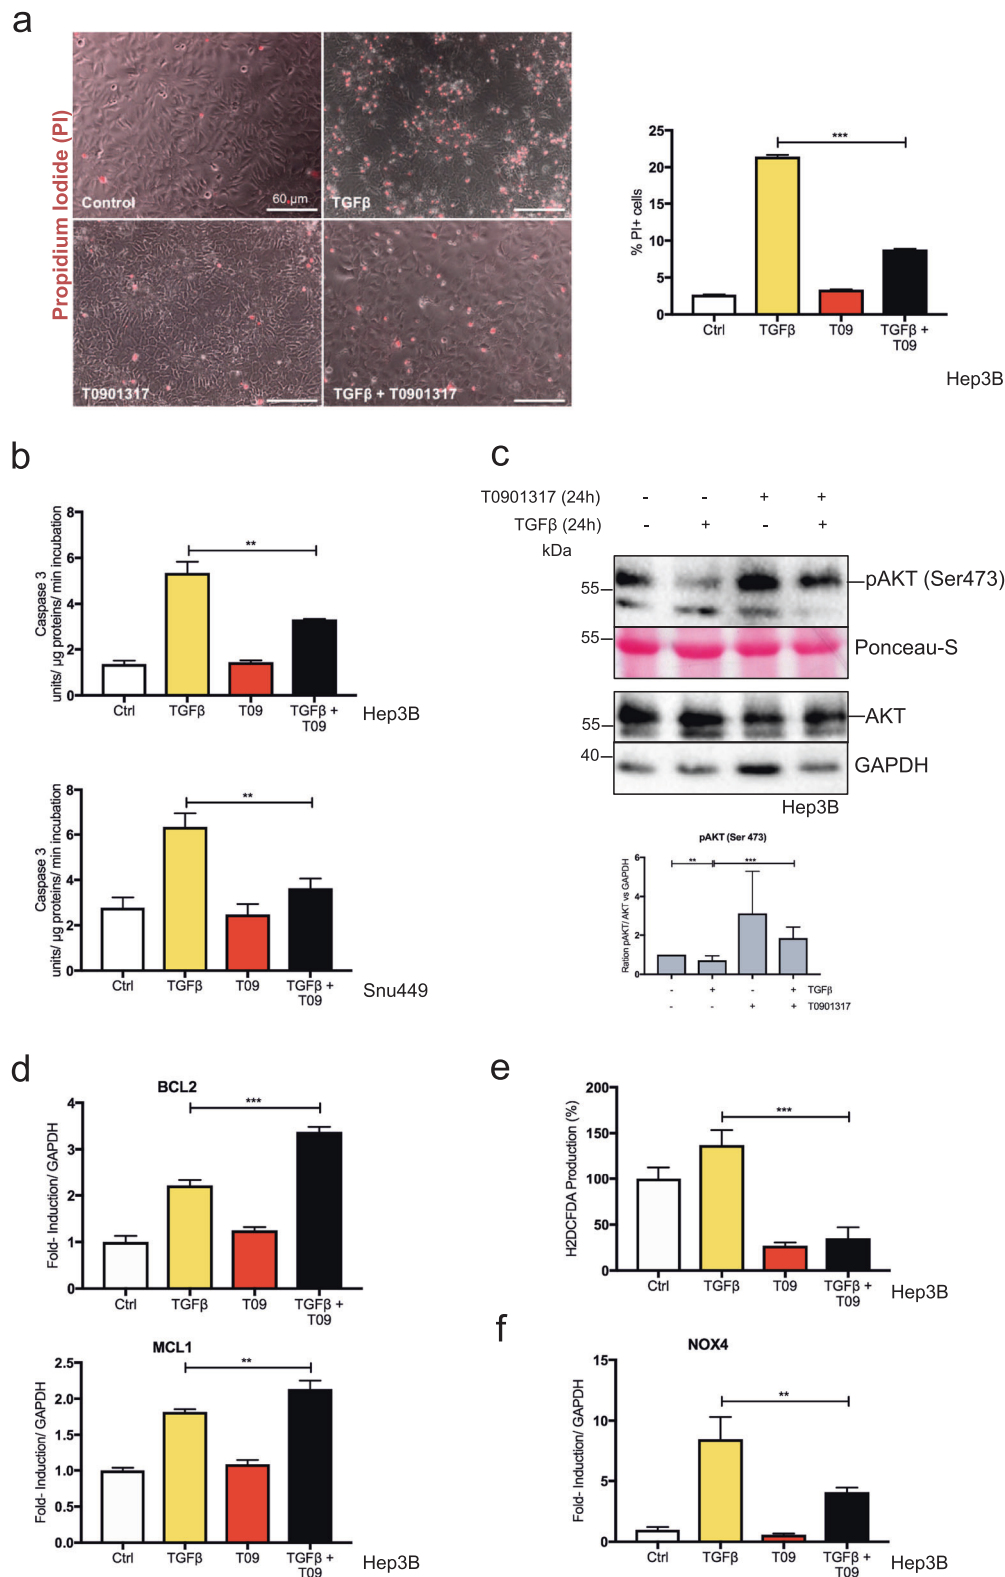 a
Propidium Iodide (PI)
Control
60 µm
TGFβ
T0901317
TGFβ + T0901317
% PI+ cells
25
20
15
10
5
0
***
Ctrl
TGFβ
T09
TGFβ +
T09
Hep3B
b
Caspase 3
units/ µg proteins/ min incubation
8
6
4
2
0
**
Ctrl
TGFβ
T09
TGFβ +
T09
Hep3B
Caspase 3
units/ µg proteins/ min incubation
8
6
4
2
0
**
Ctrl
TGFβ
T09
TGFβ +
T09
Snu449
c
T0901317 (24h) - - + +
TGFβ (24h) - + - +
kDa
55
pAKT (Ser473)
55
Ponceau-S
55
AKT
40
GAPDH
Hep3B
pAKT (Ser 473)
Ration pAKT/ AKT vs GAPDH
6
4
2
0
** ***
- + - + TGFβ
- - + + T0901317
d
BCL2
Fold- Induction/ GAPDH
4
3
2
1
0
***
Ctrl
TGFβ
T09
TGFβ +
T09
MCL1
Fold- Induction/ GAPDH
2.5
2.0
1.5
1.0
0.5
0.0
**
Ctrl
TGFβ
T09
TGFβ +
T09
Hep3B
e
H2DCFDA Production (%)
200
150
100
50
0
***
Ctrl
TGFβ
T09
TGFβ +
T09
Hep3B
f
NOX4
Fold- Induction/ GAPDH
15
10
5
0
**
Ctrl
TGFβ
T09
TGFβ +
T09
Hep3B